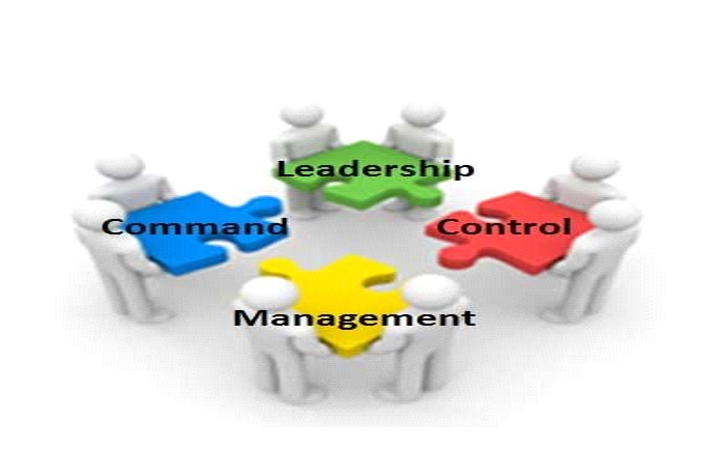 Leadership
Command
Control
Management